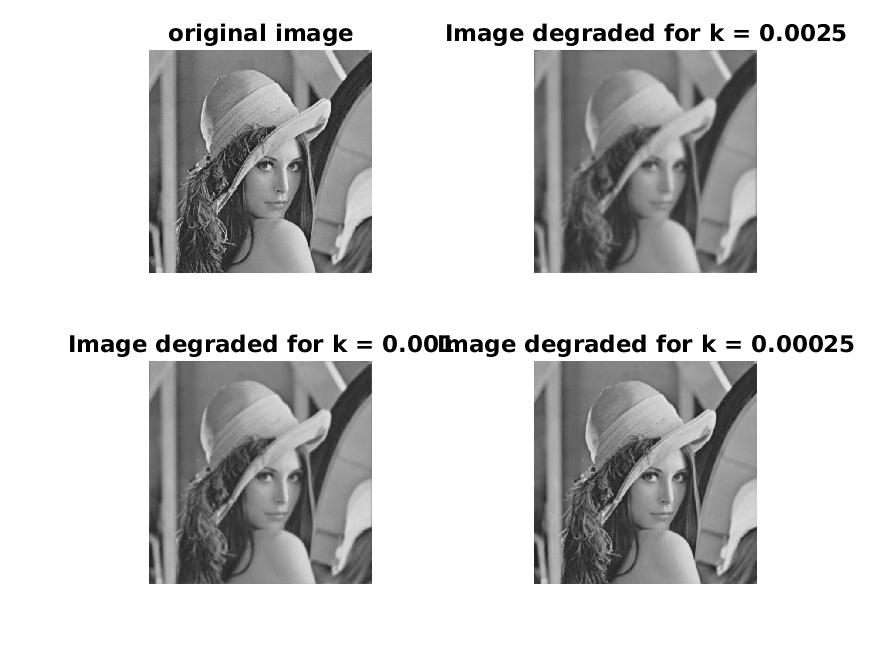 original image
Image degraded for k = 0.0025
Image degraded for k = 0.001
Image degraded for k = 0.00025